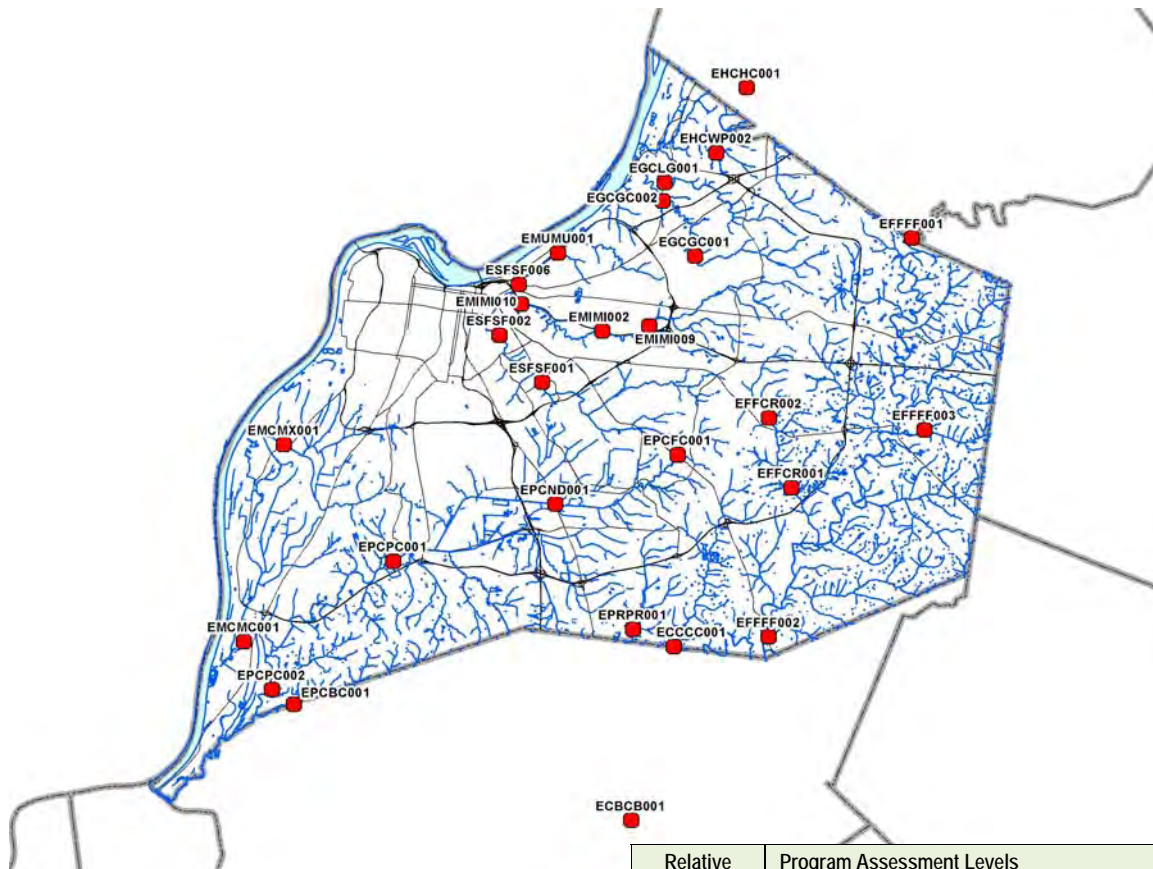 EHCHC001
EHCWP002
EGCLG001
EGCGC002
EFFFF001
EMUMU001
EGCGC001
ESFSF006
EMIMI010
EMIMI002
ESFSF002
EMIMI009
ESFSF001
EFFCR002
EFFFF003
EMCMX001
EPCFC001
EFFCR001
EPCND001
EPCPC001
EPRPR001
ECCCC001
EFFFF002
EMCMC001
EPCPC002
EPCBC001
ECBCB001
Relative Program Assessment Levels